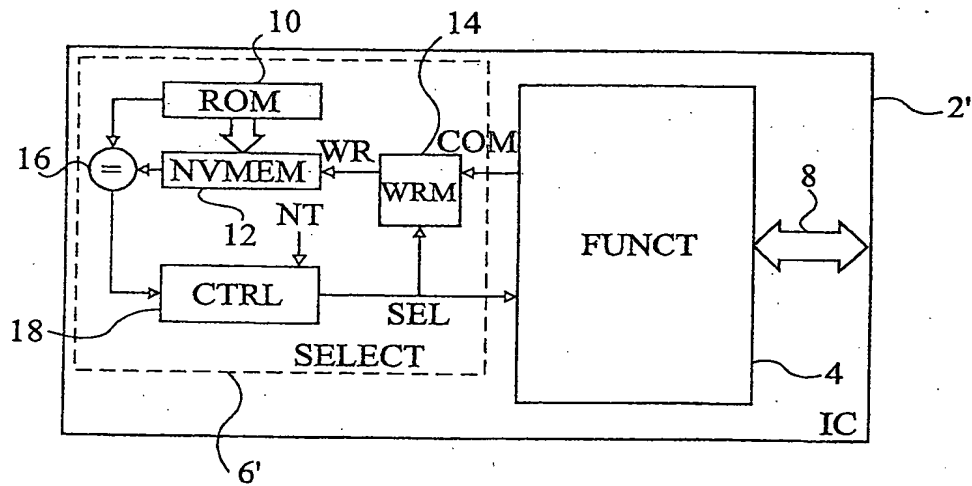 10
14
ROM
2'
COM
16
=
WR
NVMEM
WRM
8
12
NT
FUNCT
CTRL
18
SEL
SELECT
4
IC
6'